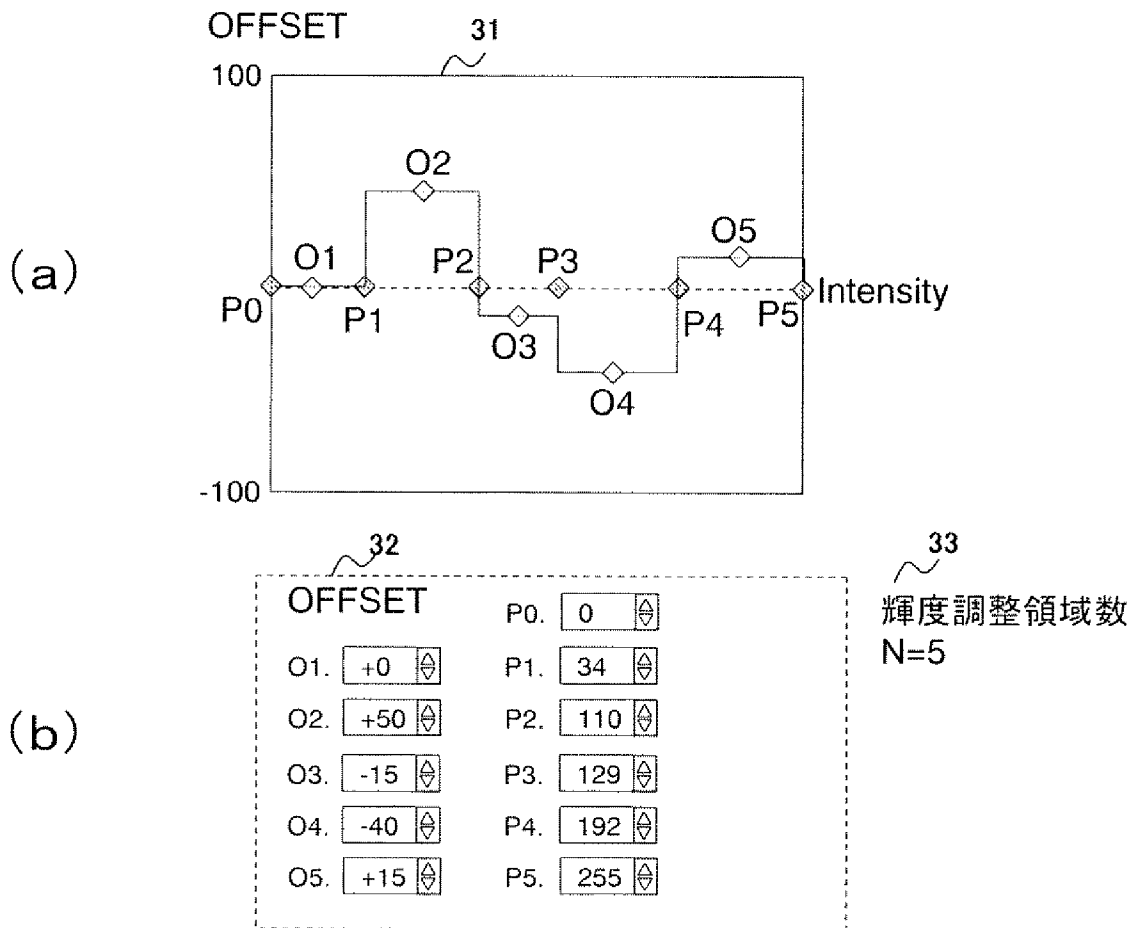 OFFSET
31
100
O2
(a)
O1
P2
P3
O5
Intensity
P0
P1
O3
P4
P5
O4
-100
32
33
OFFSET
P0. 0
輝度調整領域数
N=5
O1. +0
P1. 34
(b)
O2. +50
P2. 110
O3. -15
P3. 129
O4. -40
P4. 192
O5. +15
P5. 255